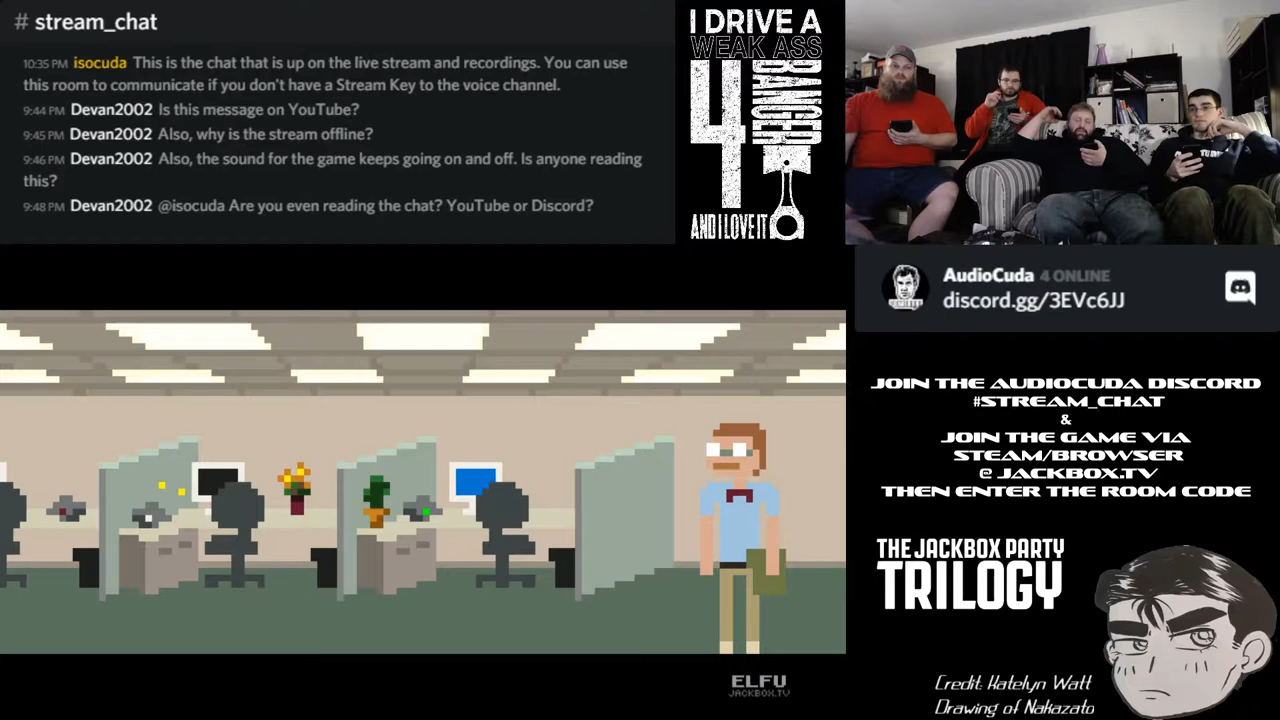 # stream_chat
10:35 PM isocuda This is the chat that is up on the live stream and recordings. You can use
this room to communicate if you don't have a Stream Key to the voice channel.
9:44 PM Devan2002 Is this message on YouTube?
9:45 PM Devan2002 Also, why is the stream offline?
9:46 PM Devan2002 Also, the sound for the game keeps going on and off. Is anyone reading
this?
9:48 PM Devan2002 @isocuda Are you even reading the chat? YouTube or Discord?
I DRIVE A
WEAK ASS
4 BANGER
AND I LOVE IT
AudioCuda 4 ONLINE
discord.gg/3EVc6JJ
JOIN THE AUDIOCUDA DISCORD
#STREAM_CHAT
&
JOIN THE GAME VIA
STEAM/BROWSER
@ JACKBOX.TV
THEN ENTER THE ROOM CODE
THE JACKBOX PARTY
TRILOGY
Credit: Katelyn Watt
Drawing of Nakazato
ELFU
JACKBOX.TV